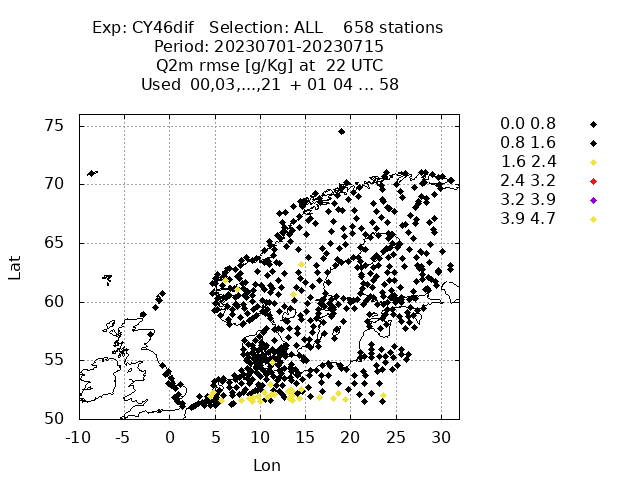 Exp: CY46dif   Selection: ALL    658 stations
Period: 20230701-20230715
Q2m rmse [g/Kg] at  22 UTC
Used  00,03,...,21  + 01 04 ... 58
75
70
65
60
55
50
Lat
-10 -5 0 5 10 15 20 25 30
Lon
0.0 0.8
0.8 1.6
1.6 2.4
2.4 3.2
3.2 3.9
3.9 4.7